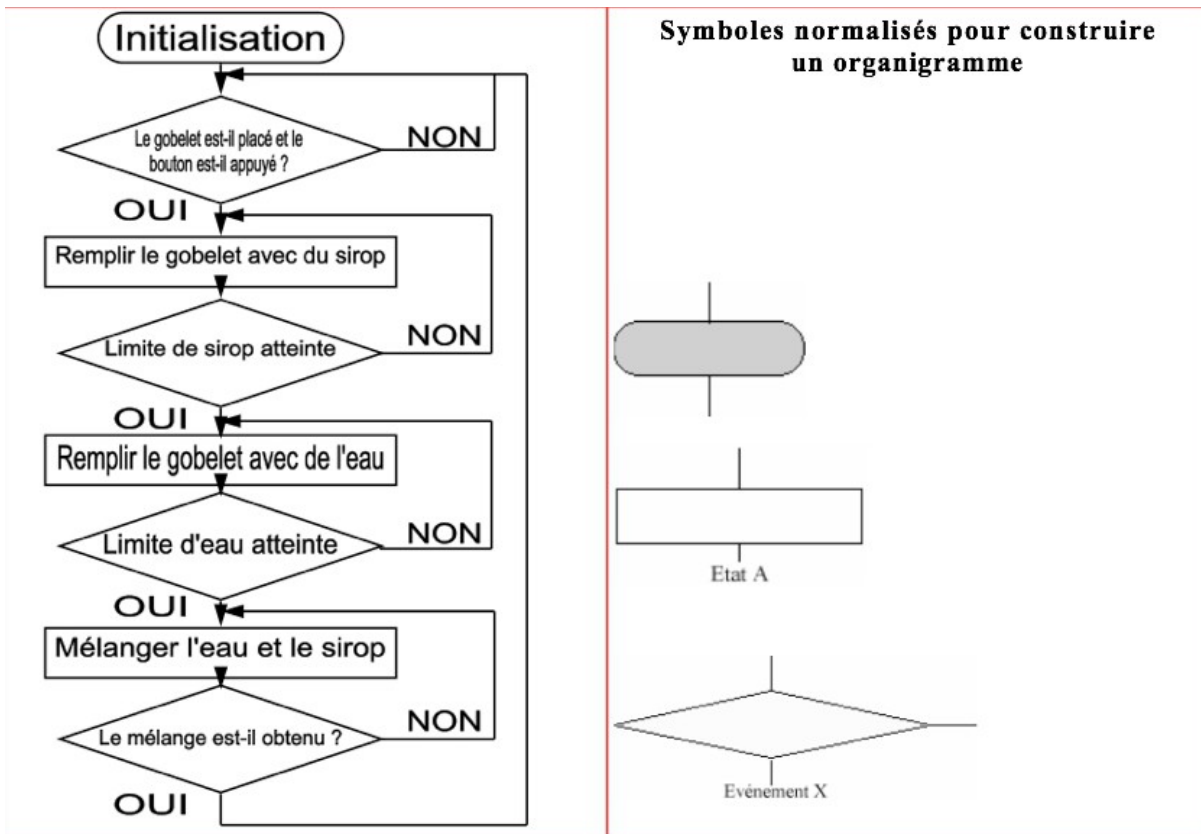 Initialisation
Le gobelet est-il placé et le
bouton est-il appuyé ?
NON
OUI
Remplir le gobelet avec du sirop
Limite de sirop atteinte
NON
OUI
Remplir le gobelet avec de l'eau
Limite d'eau atteinte
NON
OUI
Mélanger l'eau et le sirop
Le mélange est-il obtenu ?
NON
OUI
Symboles normalisés pour construire
un organigramme
Etat A
Evénement X